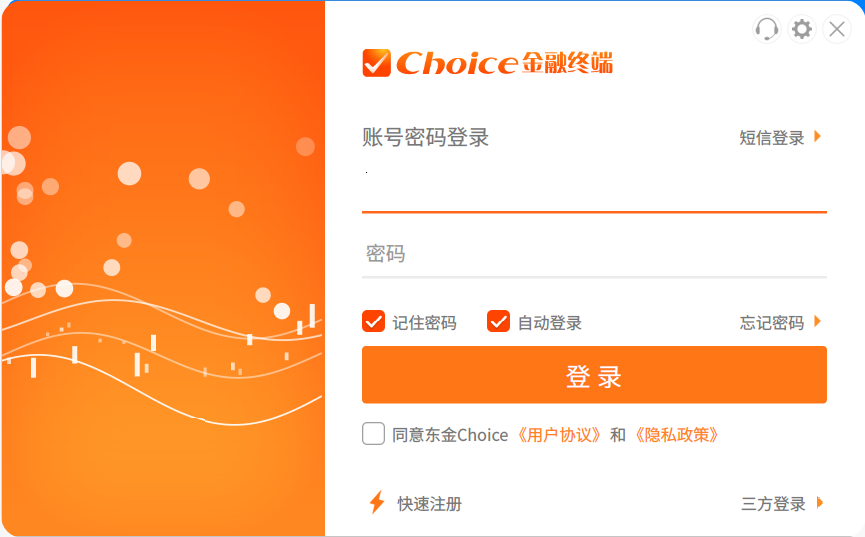 Choice金融终端
账号密码登录 短信登录
密码
记住密码 自动登录 忘记密码
登录
同意东金Choice《用户协议》和《隐私政策》
快速注册 三方登录